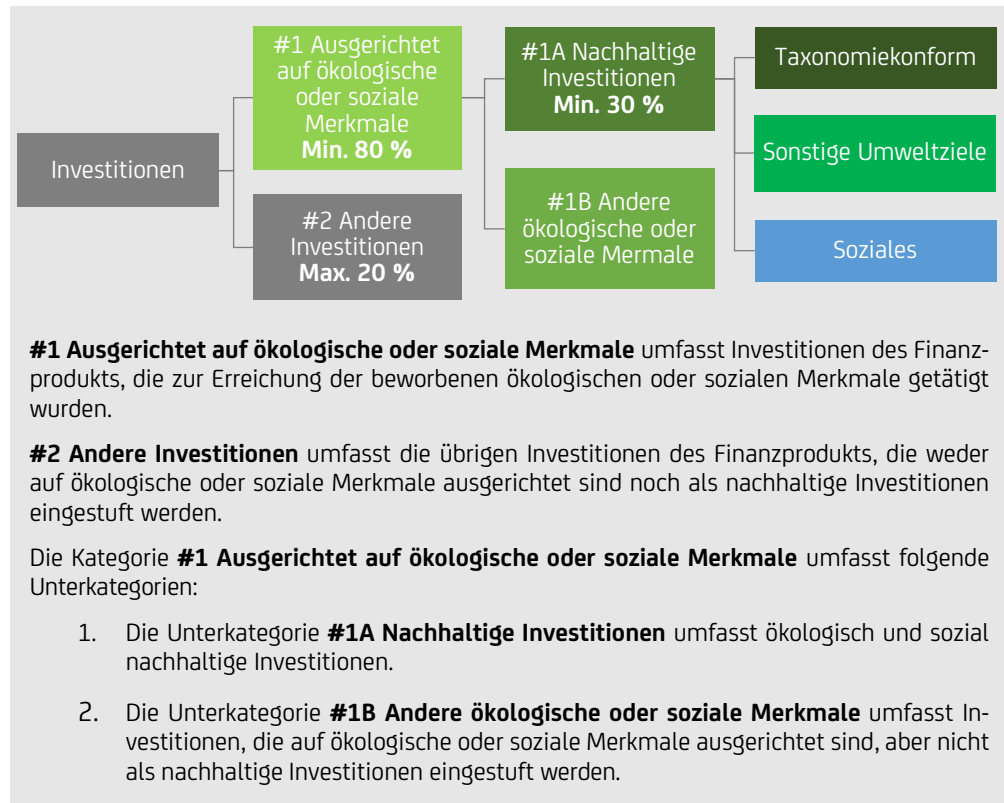 Investitionen
#1 Ausgerichtet
auf ökologische
oder soziale
Merkmale
Min. 80 %
#2 Andere
Investitionen
Max. 20 %
#1A Nachhaltige
Investitionen
Min. 30 %
#1B Andere
ökologische oder
soziale Mermale
Taxonomiekonform
Sonstige Umweltziele
Soziales
#1 Ausgerichtet auf ökologische oder soziale Merkmale umfasst Investitionen des Finanz-
produkts, die zur Erreichung der beworbenen ökologischen oder sozialen Merkmale getätigt
wurden.
#2 Andere Investitionen umfasst die übrigen Investitionen des Finanzprodukts, die weder
auf ökologische oder soziale Merkmale ausgerichtet sind noch als nachhaltige Investitionen
eingestuft werden.
Die Kategorie #1 Ausgerichtet auf ökologische oder soziale Merkmale umfasst folgende
Unterkategorien:
1. Die Unterkategorie #1A Nachhaltige Investitionen umfasst ökologisch und sozial
nachhaltige Investitionen.
2. Die Unterkategorie #1B Andere ökologische oder soziale Merkmale umfasst In-
vestitionen, die auf ökologische oder soziale Merkmale ausgerichtet sind, aber nicht
als nachhaltige Investitionen eingestuft werden.